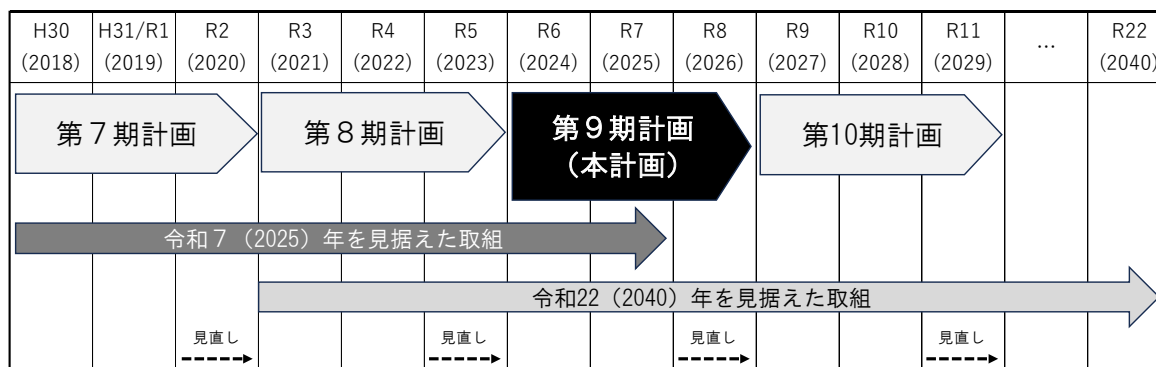 H30 H31/R1 R2 R3 R4 R5 R6 R7 R8 R9 R10 R11 … R22
(2018) (2019) (2020) (2021) (2022) (2023) (2024) (2025) (2026) (2027) (2028) (2029) (2040)
第７期計画
第８期計画
第９期計画
（本計画）
第10期計画
令和７（2025）年を見据えた取組
令和22（2040）年を見据えた取組
見直し 見直し 見直し 見直し